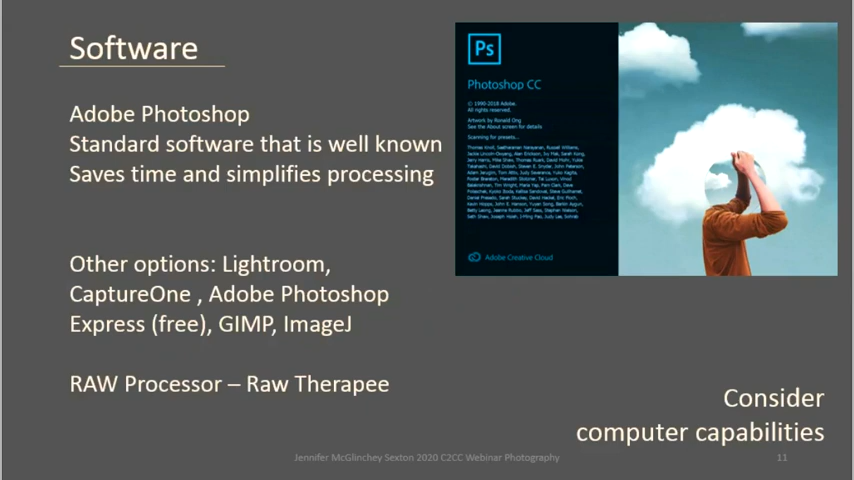 Software
Adobe Photoshop
Standard software that is well known
Saves time and simplifies processing
Other options: Lightroom,
CaptureOne , Adobe Photoshop
Express (free), GIMP, ImageJ
RAW Processor – Raw Therapee
Ps
Photoshop CC
© 1990-2018 Adobe.
All rights reserved.
Artwork by Ronald Ong
See the About screen for details
Scanning for presets...
Adobe Creative Cloud
Consider
computer capabilities
Jennifer McGlinchey Sexton 2020 C2CC Webinar Photography
11